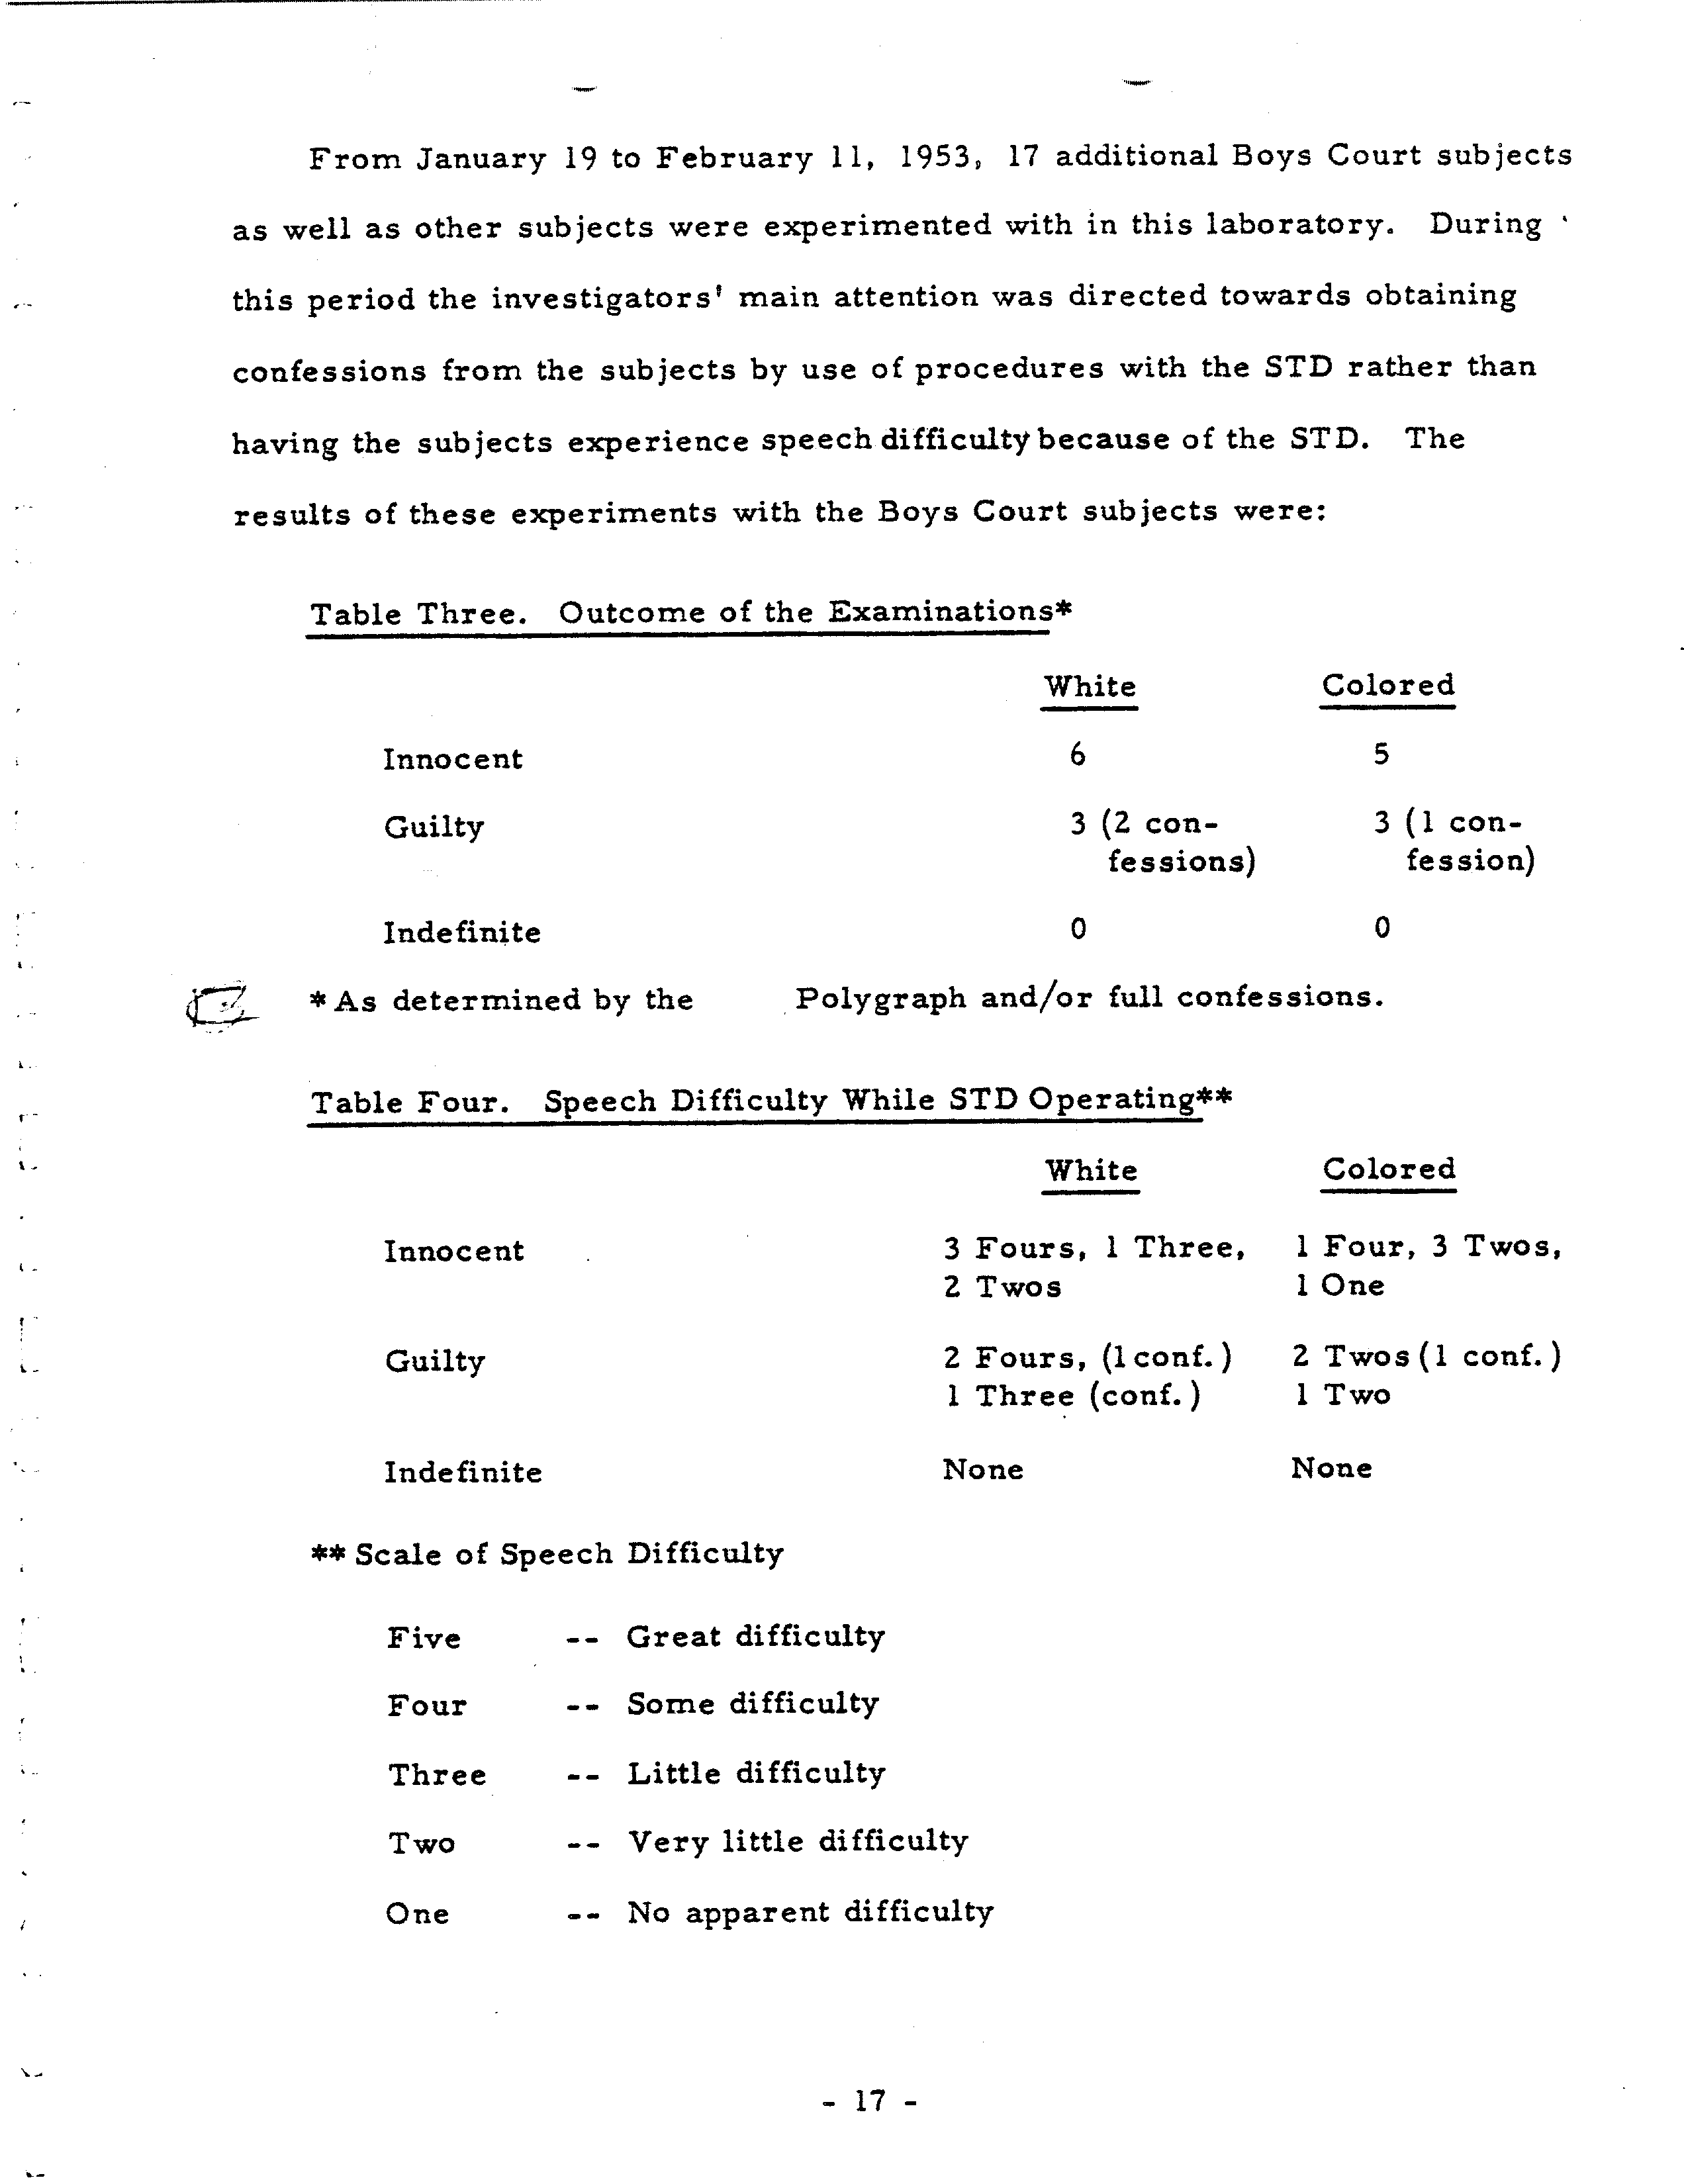 From January 19 to February 11, 1953, 17 additional Boys Court subjects
as well as other subjects were experimented with in this laboratory. During
this period the investigators' main attention was directed towards obtaining
confessions from the subjects by use of procedures with the STD rather than
having the subjects experience speech difficulty because of the STD. The
results of these experiments with the Boys Court subjects were:
Table Three. Outcome of the Examinations*
White Colored
Innocent 6 5
Guilty 3 (2 con- 3 (1 con-
fessions) fession)
Indefinite 0 0
*As determined by the Polygraph and/or full confessions.
Table Four. Speech Difficulty While STD Operating**
White Colored
Innocent 3 Fours, 1 Three, 1 Four, 3 Twos,
2 Twos 1 One
Guilty 2 Fours, (1 conf.) 2 Twos (1 conf.)
1 Three (conf.) 1 Two
Indefinite None None
** Scale of Speech Difficulty
Five -- Great difficulty
Four -- Some difficulty
Three -- Little difficulty
Two -- Very little difficulty
One -- No apparent difficulty
- 17 -